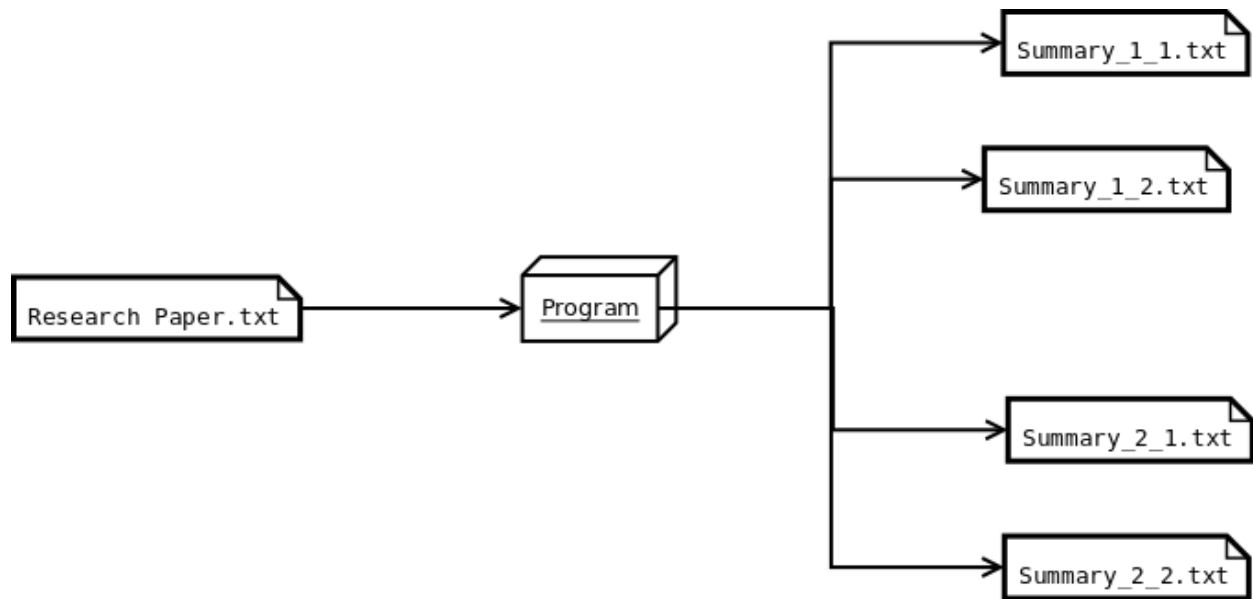 Summary_1_1.txt
Summary_1_2.txt
Research Paper.txt
Program
Summary_2_1.txt
Summary_2_2.txt